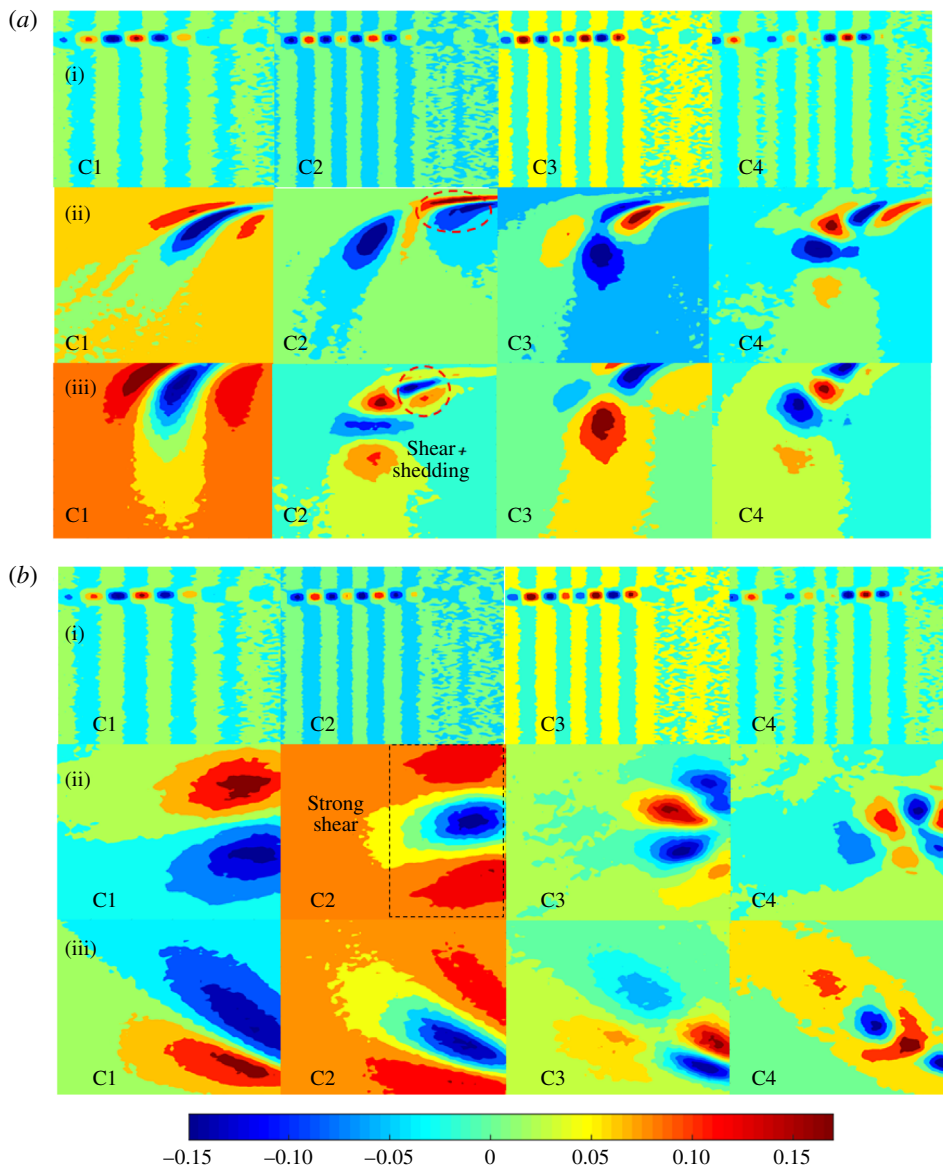 (a)
(i)
C1 C2 C3 C4
(ii)
C1 C2 C3 C4
(iii)
Shear +
shedding
C1 C2 C3 C4
(b)
(i)
C1 C2 C3 C4
(ii)
Strong
shear
C1 C2 C3 C4
(iii)
C1 C2 C3 C4
−0.15 −0.10 −0.05 0 0.05 0.10 0.15